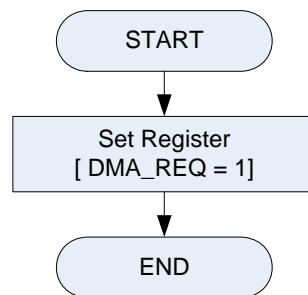 START
Set Register
[ DMA_REQ = 1]
END